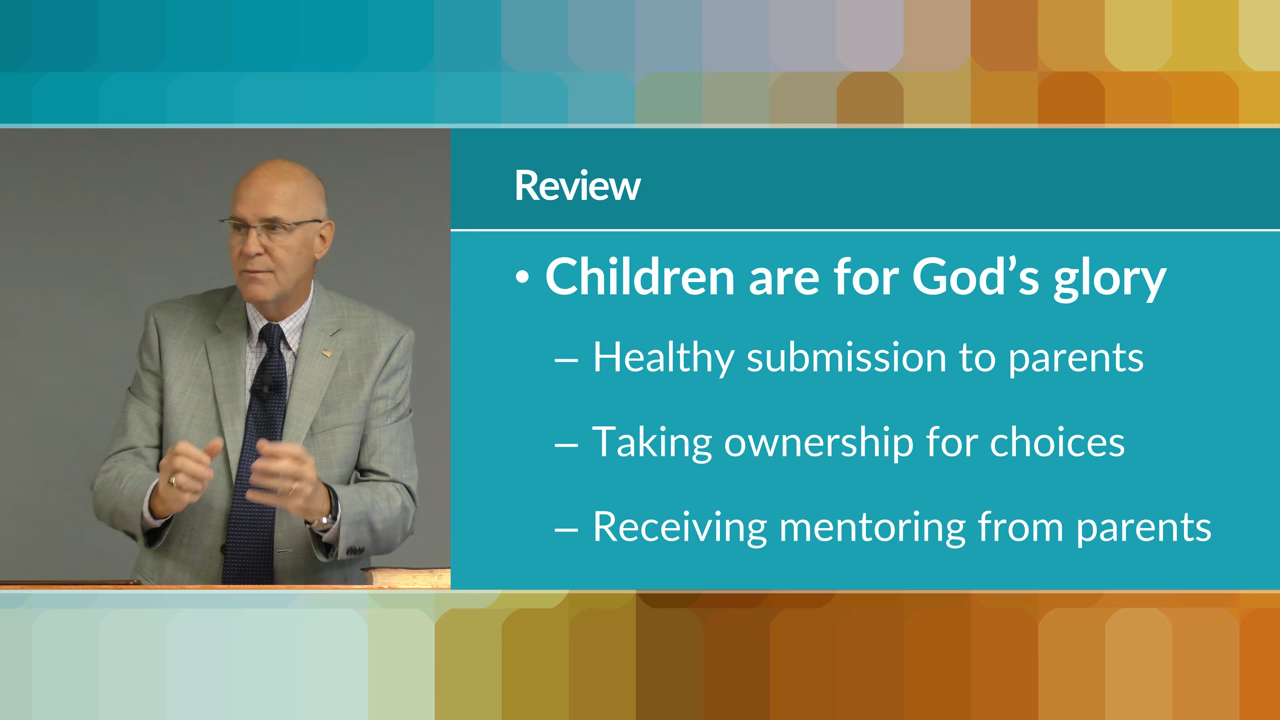 Review
• Children are for God’s glory
– Healthy submission to parents
– Taking ownership for choices
– Receiving mentoring from parents